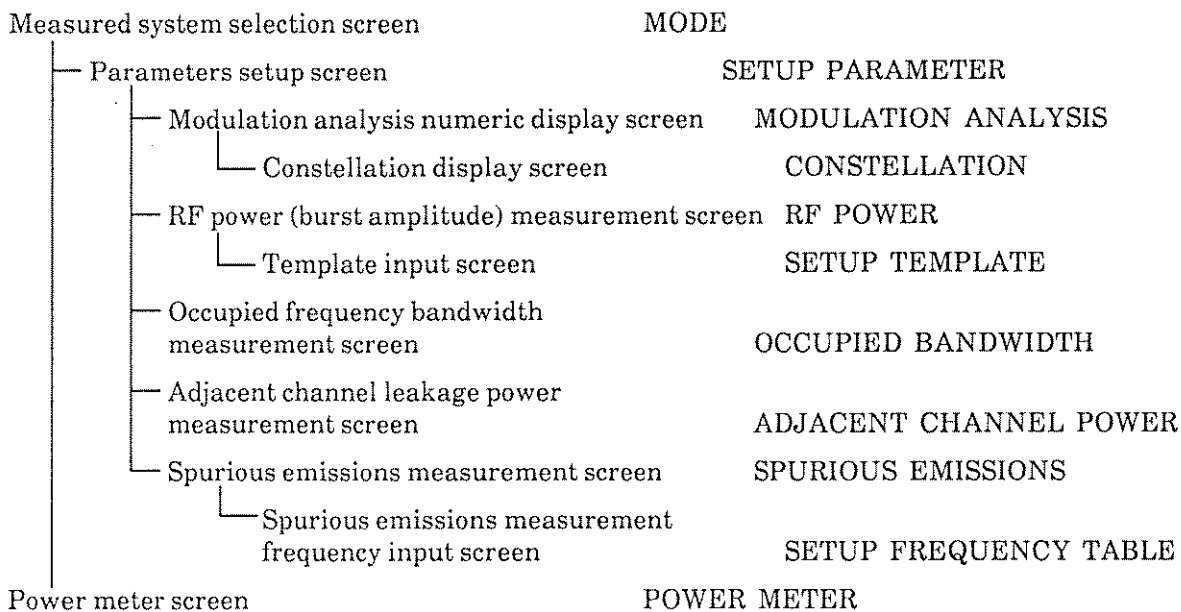 Measured system selection screen MODE
Parameters setup screen SETUP PARAMETER
Modulation analysis numeric display screen MODULATION ANALYSIS
Constellation display screen CONSTELLATION
RF power (burst amplitude) measurement screen RF POWER
Template input screen SETUP TEMPLATE
Occupied frequency bandwidth
measurement screen OCCUPIED BANDWIDTH
Adjacent channel leakage power
measurement screen ADJACENT CHANNEL POWER
Spurious emissions measurement screen SPURIOUS EMISSIONS
Spurious emissions measurement
frequency input screen SETUP FREQUENCY TABLE
Power meter screen POWER METER